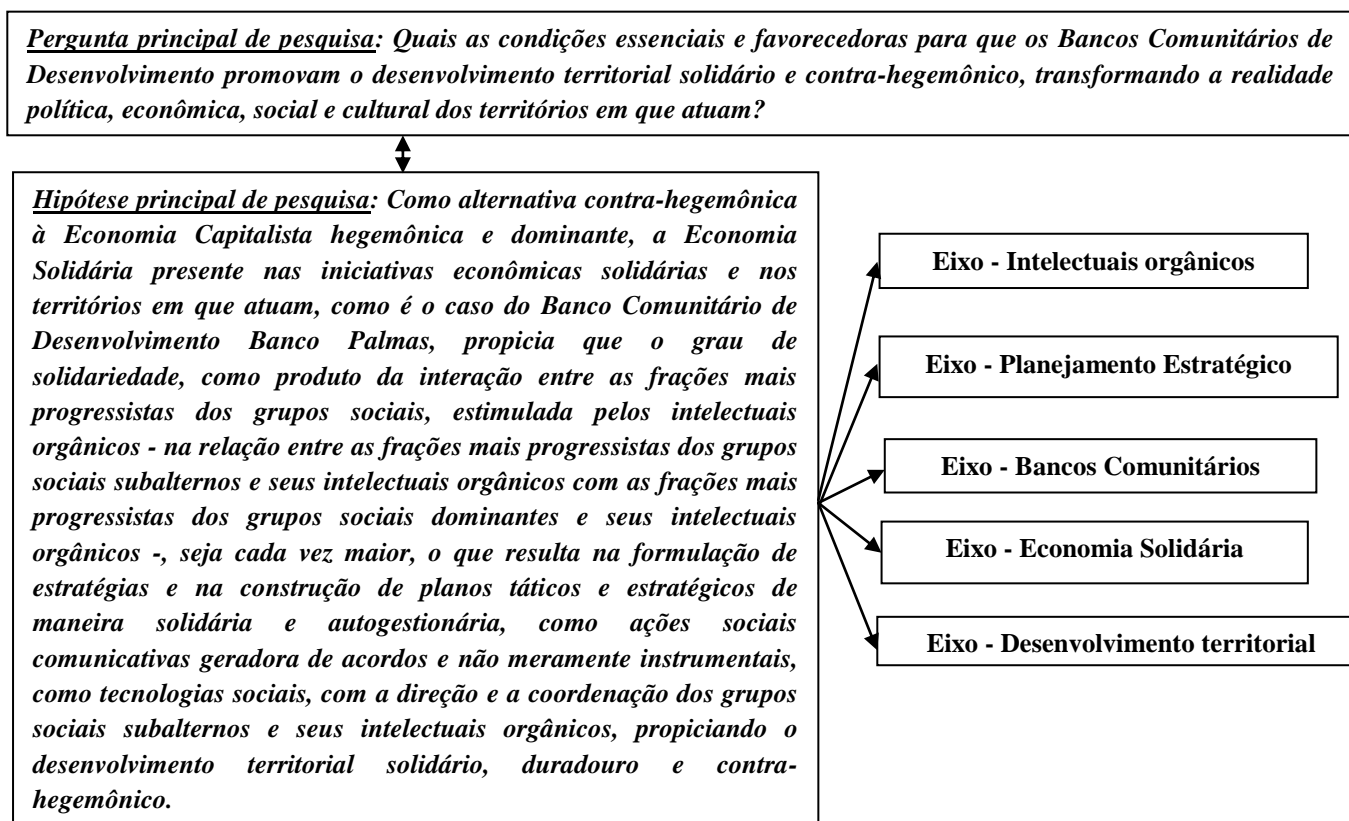 Pergunta principal de pesquisa: Quais as condições essenciais e favorecedoras para que os Bancos Comunitários de
Desenvolvimento promovam o desenvolvimento territorial solidário e contra-hegemônico, transformando a realidade
política, econômica, social e cultural dos territórios em que atuam?
Hipótese principal de pesquisa: Como alternativa contra-hegemônica
à Economia Capitalista hegemônica e dominante, a Economia
Solidária presente nas iniciativas econômicas solidárias e nos
territórios em que atuam, como é o caso do Banco Comunitário de
Desenvolvimento Banco Palmas, propicia que o grau de
solidariedade, como produto da interação entre as frações mais
progressistas dos grupos sociais, estimulada pelos intelectuais
orgânicos - na relação entre as frações mais progressistas dos grupos
sociais subalternos e seus intelectuais orgânicos com as frações mais
progressistas dos grupos sociais dominantes e seus intelectuais
orgânicos -, seja cada vez maior, o que resulta na formulação de
estratégias e na construção de planos táticos e estratégicos de
maneira solidária e autogestionária, como ações sociais
comunicativas geradora de acordos e não meramente instrumentais,
como tecnologias sociais, com a direção e a coordenação dos grupos
sociais subalternos e seus intelectuais orgânicos, propiciando o
desenvolvimento territorial solidário, duradouro e contra-
hegemônico.
Eixo - Intelectuais orgânicos
Eixo - Planejamento Estratégico
Eixo - Bancos Comunitários
Eixo - Economia Solidária
Eixo - Desenvolvimento territorial